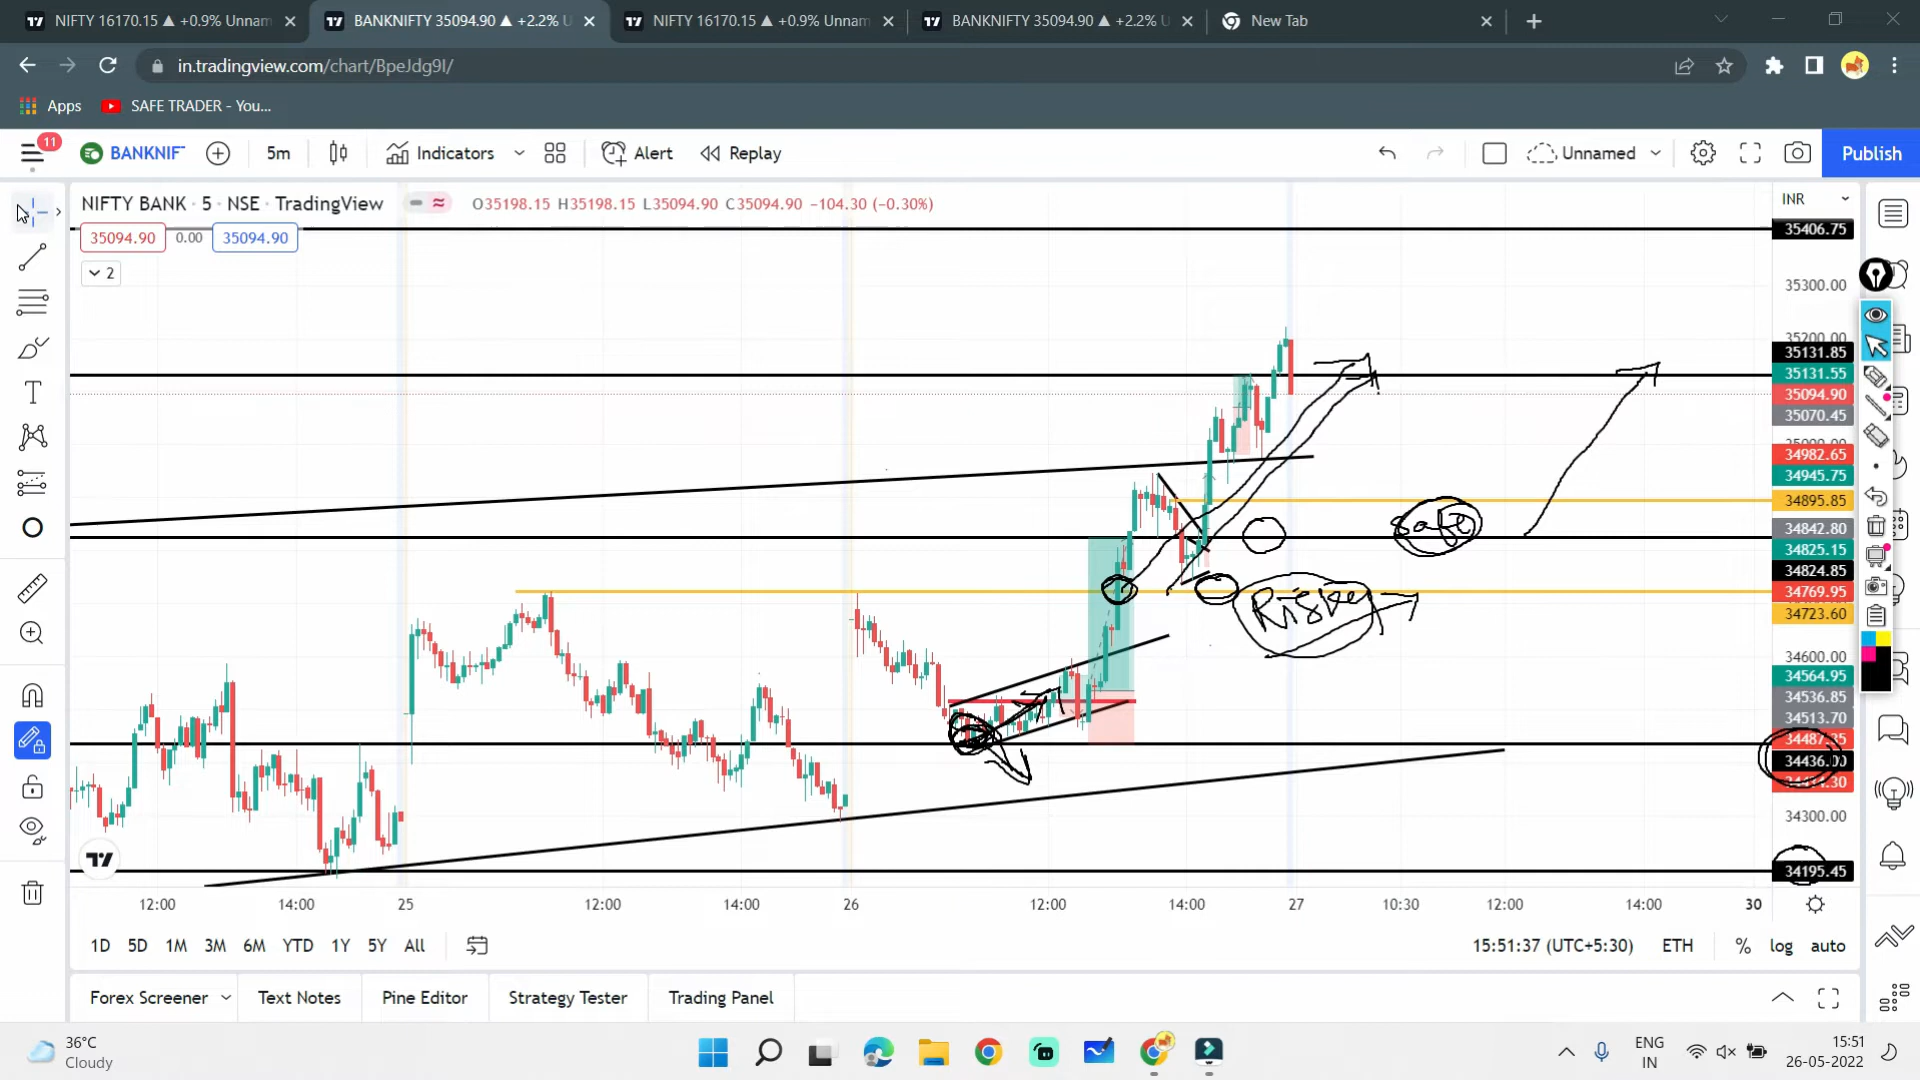 NIFTY 16170.15 ▲ +0.9% Unnam
BANKNIFTY 35094.90 ▲ +2.2% U
NIFTY 16170.15 ▲ +0.9% Unnam
BANKNIFTY 35094.90 ▲ +2.2% U
New Tab
in.tradingview.com/chart/BpeJdg9I/
Apps
SAFE TRADER - You...
11
BANKNIF
5m
Indicators
Alert
Replay
Unnamed
Publish
NIFTY BANK · 5 · NSE · TradingView
O35198.15 H35198.15 L35094.90 C35094.90 −104.30 (−0.30%)
INR
35094.90 0.00 35094.90
2
35406.75
35300.00
35200.00
35131.85
35131.55
35094.90
35070.45
35000.00
34982.65
34945.75
34895.85
34842.80
34825.15
34824.85
34769.95
34723.60
34600.00
34564.95
34536.85
34513.70
34487.35
34436.00
34300.00
34195.45
safe
12:00 14:00 25 12:00 14:00 26 12:00 14:00 27 10:30 12:00 14:00 30
1D 5D 1M 3M 6M YTD 1Y 5Y All
15:51:37 (UTC+5:30) ETH % log auto
Forex Screener Text Notes Pine Editor Strategy Tester Trading Panel
36°C
Cloudy
ENG
IN
15:51
26-05-2022